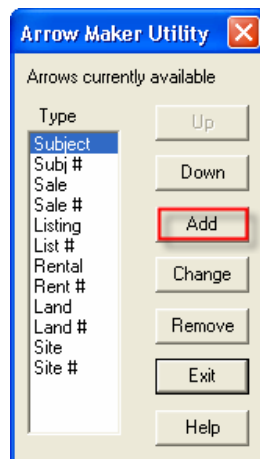 Arrow Maker Utility
Arrows currently available
Type
Subject
Subj #
Sale
Sale #
Listing
List #
Rental
Rent #
Land
Land #
Site
Site #
Up
Down
Add
Change
Remove
Exit
Help